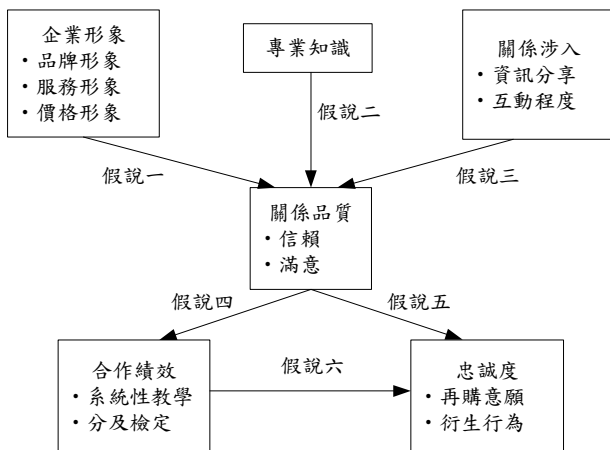 企業形象
・品牌形象
・服務形象
・價格形象
專業知識
關係涉入
・資訊分享
・互動程度
假說一
假說二
假說三
關係品質
・信賴
・滿意
假說四
假說五
合作績效
・系統性教學
・分及檢定
假說六
忠誠度
・再購意願
・衍生行為